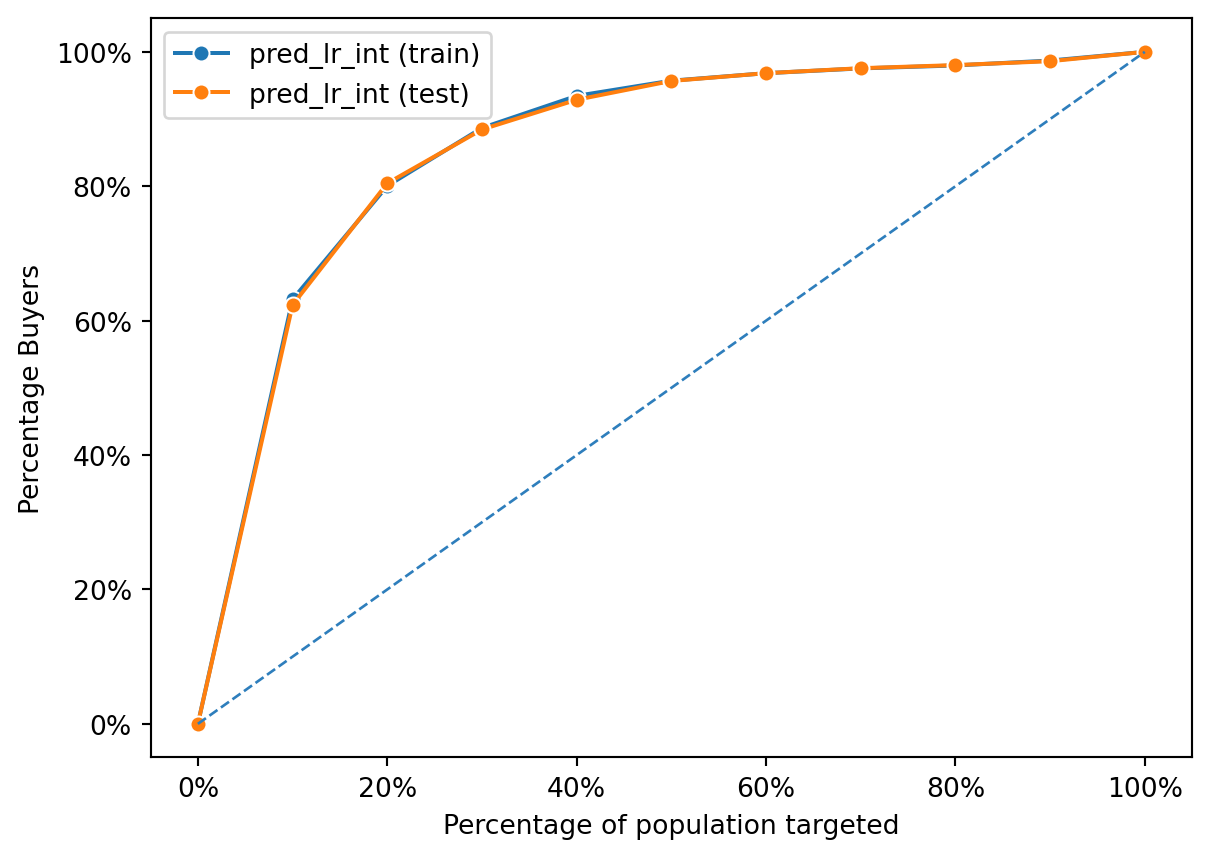 pred_lr_int (train)
pred_lr_int (test)
100%
80%
60%
40%
20%
0%
Percentage Buyers
0% 20% 40% 60% 80% 100%
Percentage of population targeted